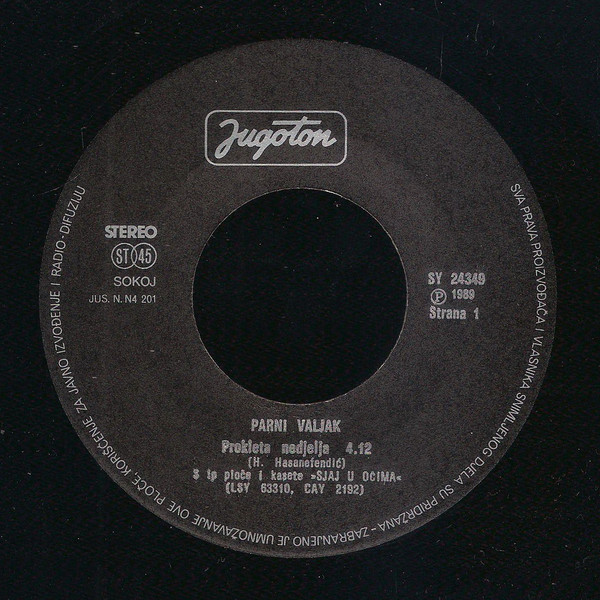 Jugoton
STEREO
ST 45
SOKOJ
JUS. N.N4 201
SY 24349
Ⓟ 1989
Strana 1
PARNI VALJAK
Prokleta nedjelja 4.12
(H. Hasanefendić)
S lp ploče i kasete »SJAJ U OČIMA«
(LSY 63310, CAY 2192)
SVA PRAVA PROIZVOĐAČA I VLASNIKA SNIMLJENOG DJELA SU PRIDRŽANA - ZABRANJENO JE UMNOŽAVANJE OVE PLOČE KORIŠĆENJE ZA JAVNO IZVOĐENJE I RADIO-DIFUZIJU